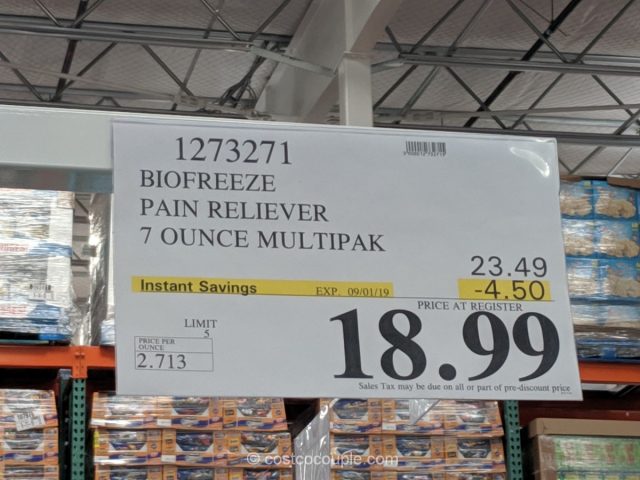 1273271
BIOFREEZE
PAIN RELIEVER
7 OUNCE MULTIPAK
23.49
Instant Savings EXP. 09/01/19 -4.50
PRICE AT REGISTER
18.99
LIMIT
5
PRICE PER
OUNCE
2.713
Sales Tax may be due on all or part of pre-discount price
© costcocouple.com